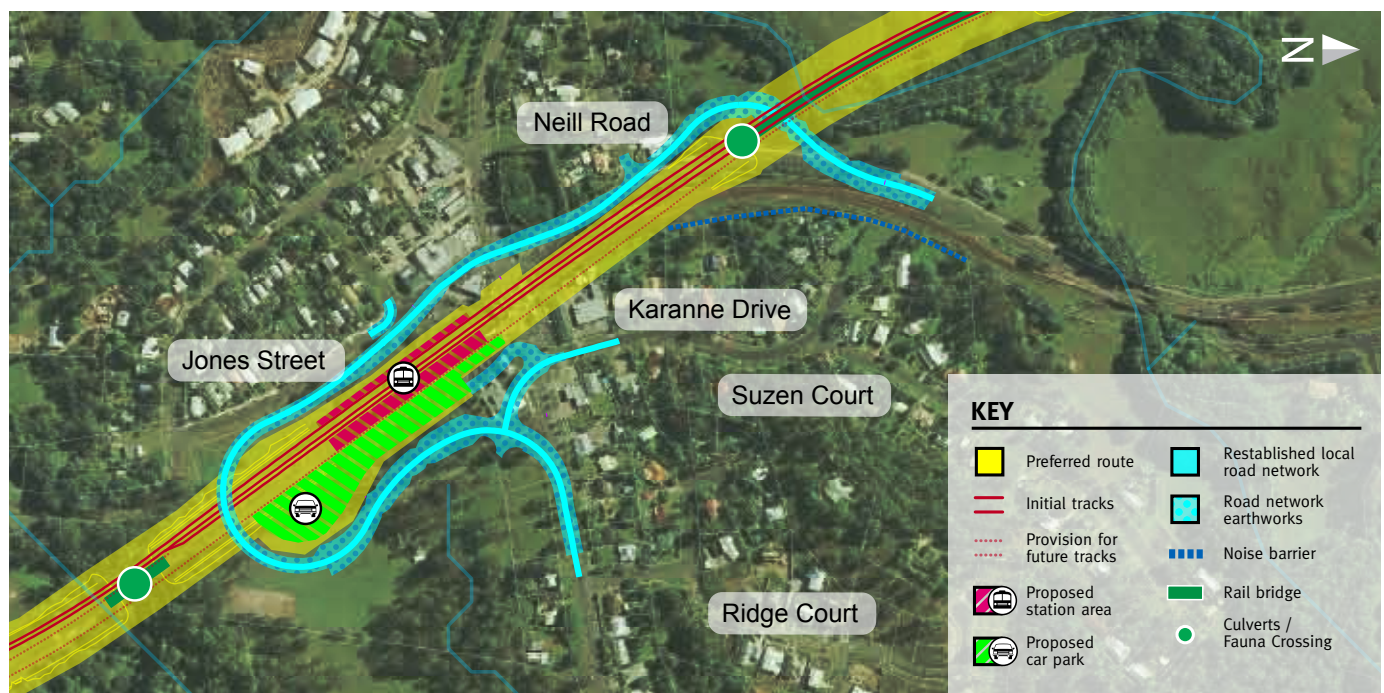 N
Neill Road
Karanne Drive
Jones Street
Suzen Court
Ridge Court
KEY
Preferred route
Initial tracks
Provision for
future tracks
Proposed
station area
Proposed
car park
Restablished local
road network
Road network
earthworks
Noise barrier
Rail bridge
Culverts /
Fauna Crossing